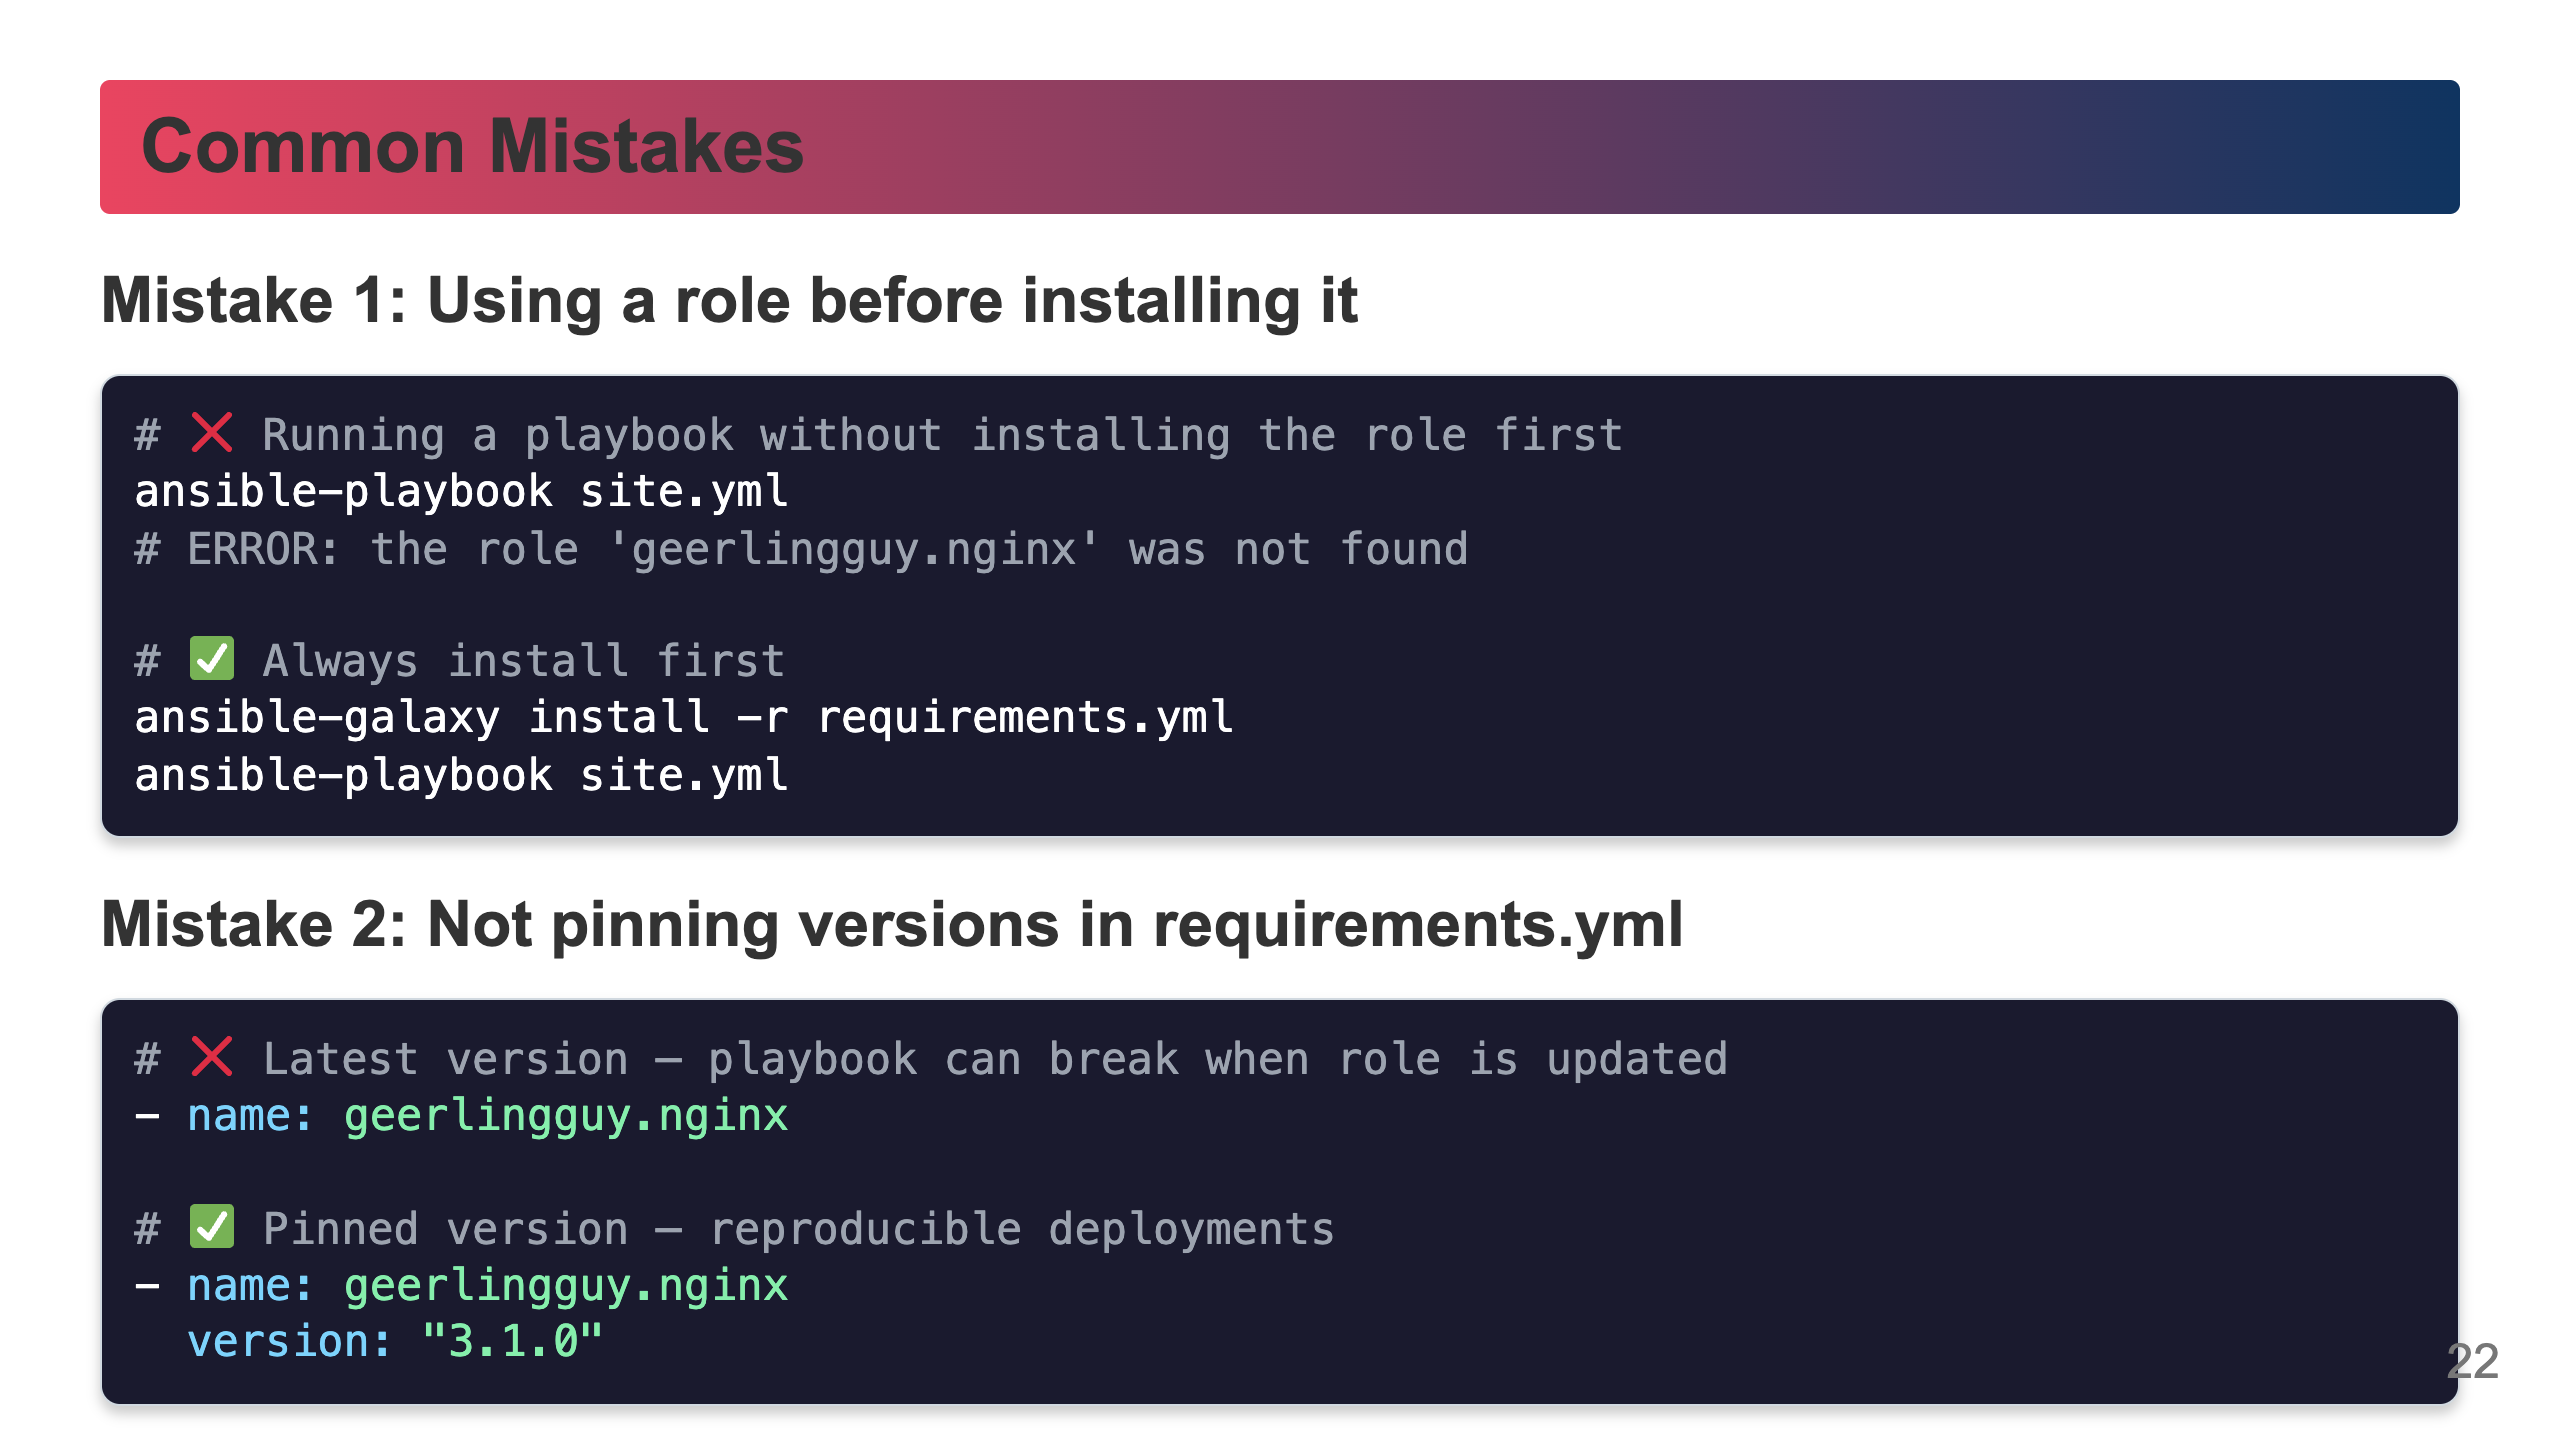 Common Mistakes
Mistake 1: Using a role before installing it
# ❌ Running a playbook without installing the role first
ansible-playbook site.yml
# ERROR: the role 'geerlingguy.nginx' was not found
# ✅ Always install first
ansible-galaxy install -r requirements.yml
ansible-playbook site.yml
Mistake 2: Not pinning versions in requirements.yml
# ❌ Latest version — playbook can break when role is updated
- name: geerlingguy.nginx
# ✅ Pinned version — reproducible deployments
- name: geerlingguy.nginx
  version: "3.1.0"
22